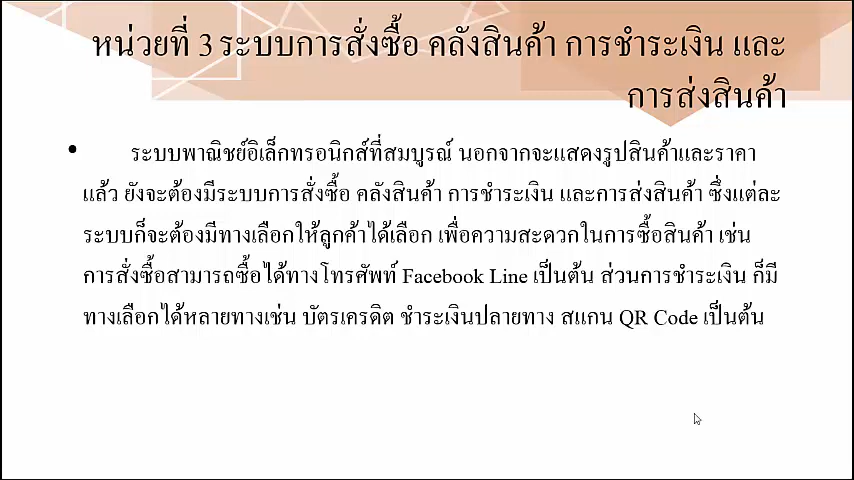 หน่วยที่ 3 ระบบการสั่งซื้อ คลังสินค้า การชำระเงิน และ
การส่งสินค้า
• ระบบพาณิชย์อิเล็กทรอนิกส์ที่สมบูรณ์ นอกจากจะแสดงรูปสินค้าและราคา
แล้ว ยังจะต้องมีระบบการสั่งซื้อ คลังสินค้า การชำระเงิน และการส่งสินค้า ซึ่งแต่ละ
ระบบก็จะต้องมีทางเลือกให้ลูกค้าได้เลือก เพื่อความสะดวกในการซื้อสินค้า เช่น
การสั่งซื้อสามารถซื้อได้ทางโทรศัพท์ Facebook Line เป็นต้น ส่วนการชำระเงิน ก็มี
ทางเลือกได้หลายทางเช่น บัตรเครดิต ชำระเงินปลายทาง สแกน QR Code เป็นต้น